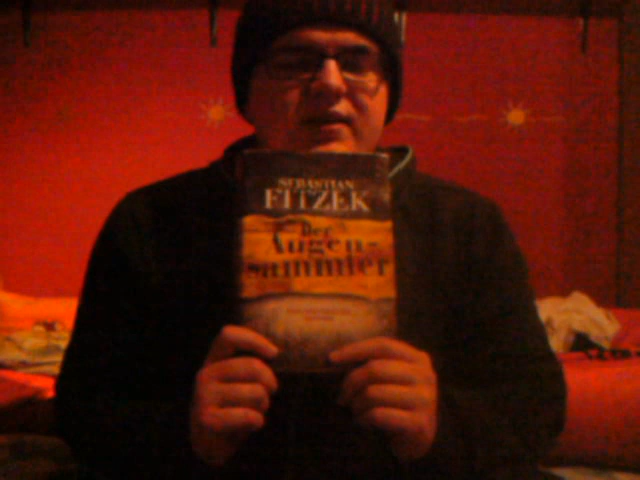 SEBASTIAN
FITZEK
Der
Augen-
sammler